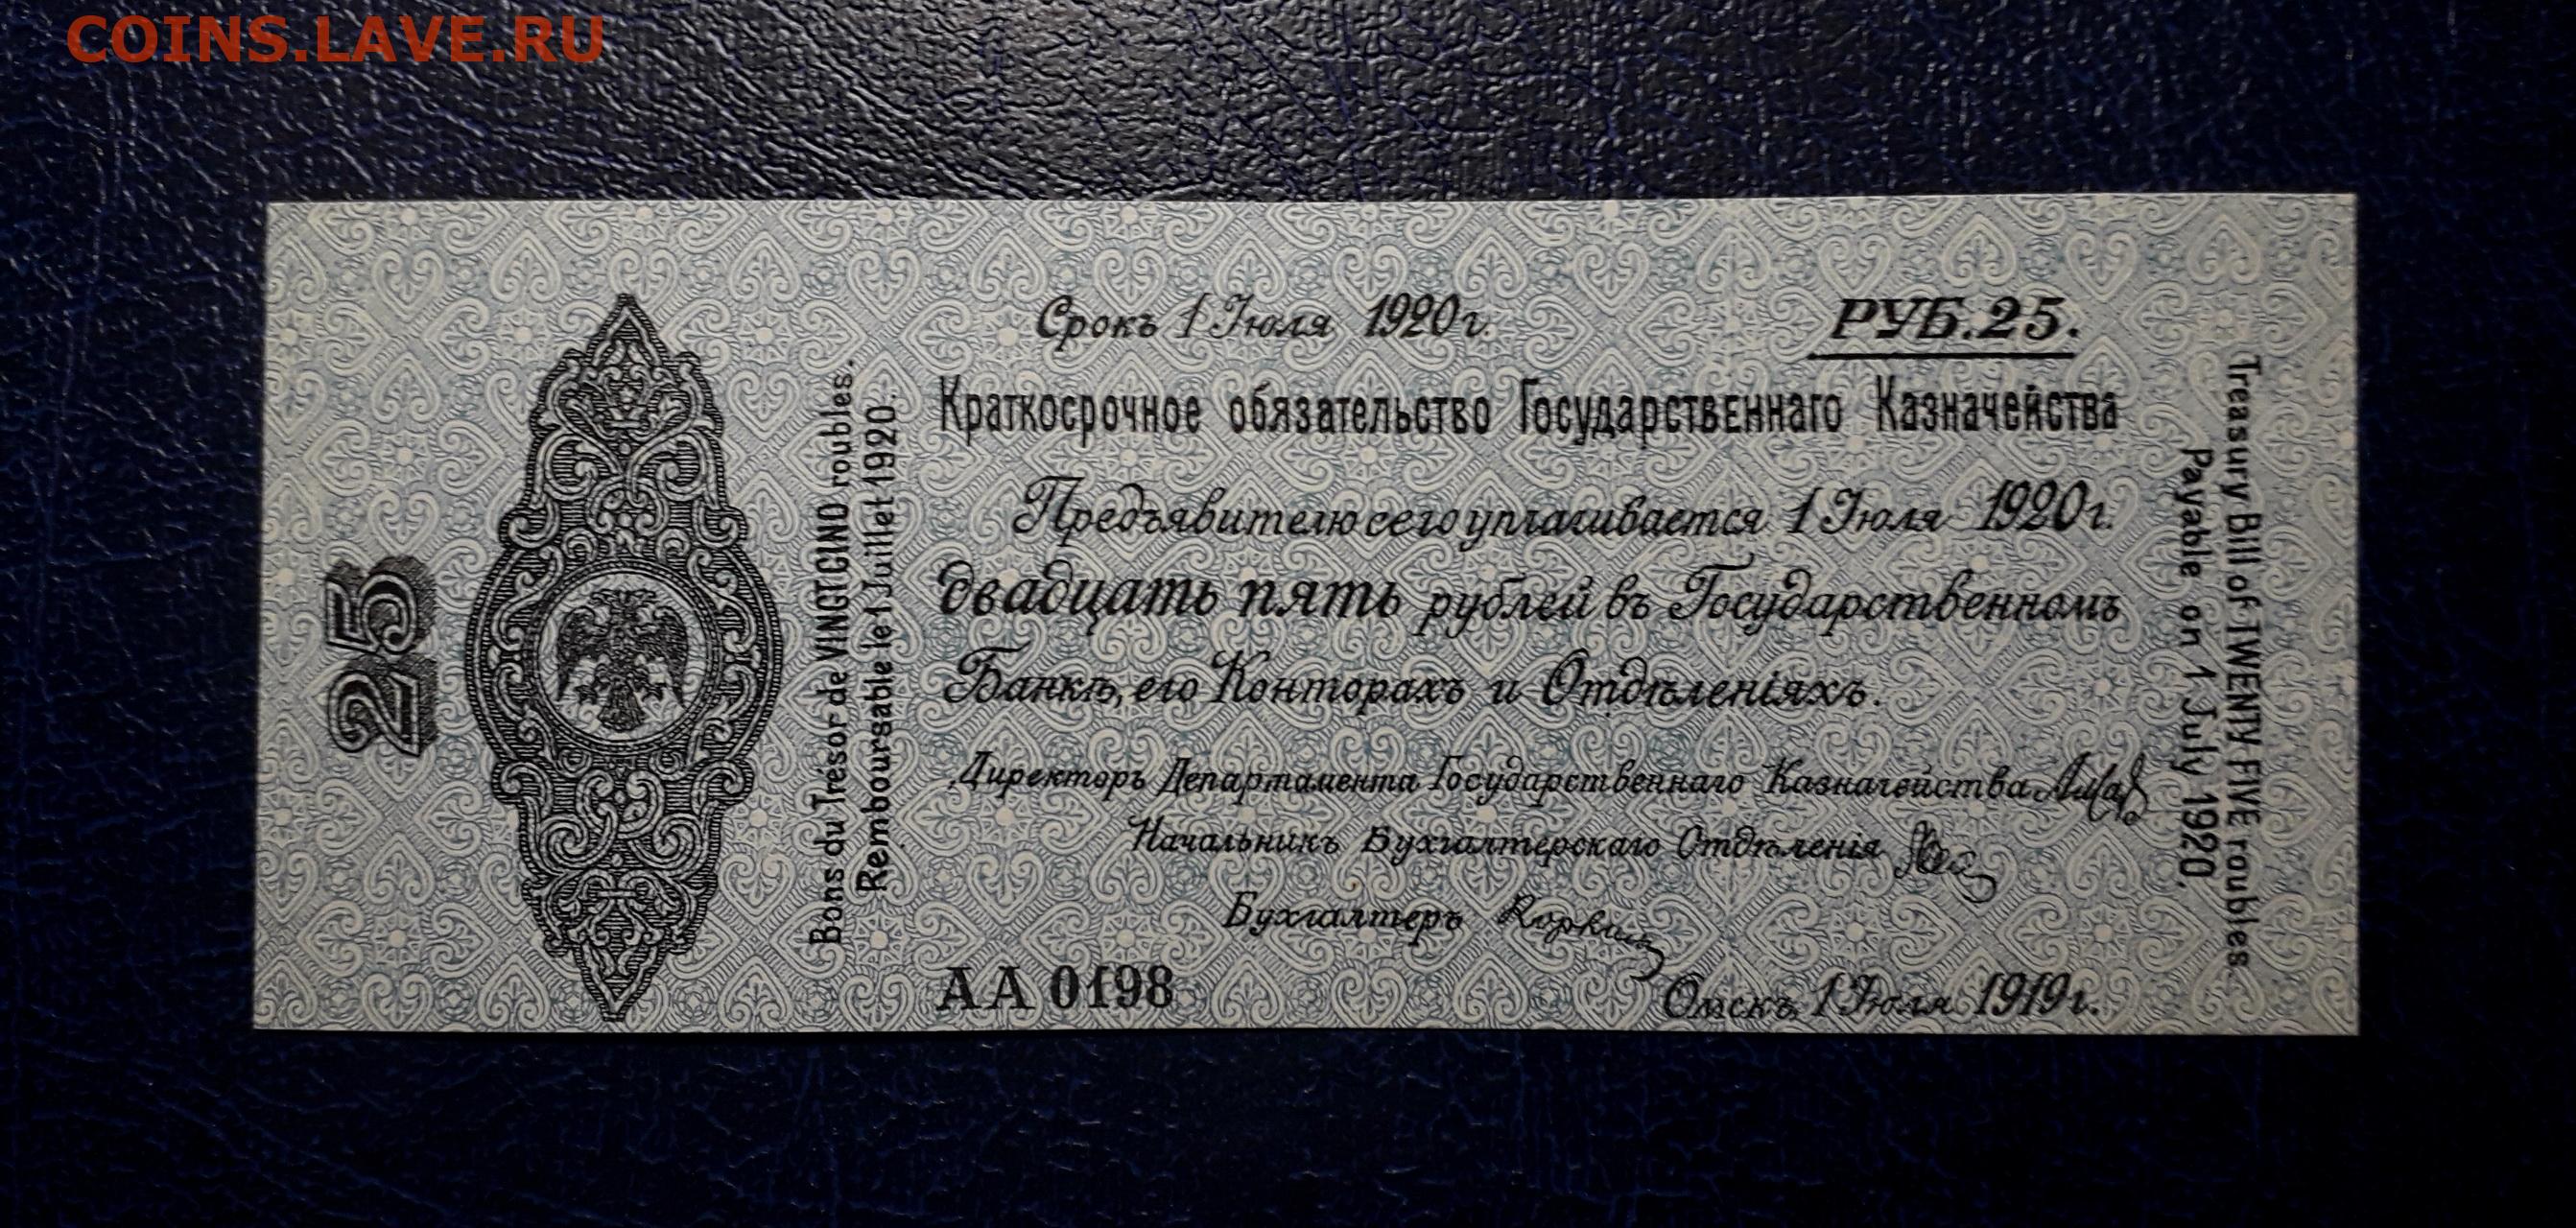 COINS.LAVE.RU
25
Bons du Trésor de VINGTCINQ roubles.
Remboursable le 1 Juillet 1920.
Срокъ 1 Іюля 1920 г.
РУБ.25.
Краткосрочное обязательство Государственнаго Казначейства
Предъявителю сего уплачивается 1 Іюля 1920 г.
двадцать пять рублей въ Государственномъ
Банкѣ, его Конторахъ и Отдѣленіяхъ.
Директоръ Департамента Государственнаго Казначейства
Начальникъ Бухгалтерскаго Отдѣленія
Бухгалтеръ
АА 0198
Омскъ, 1 Іюля 1919 г.
Treasury Bill of TWENTY FIVE roubles.
Payable on 1 July 1920.